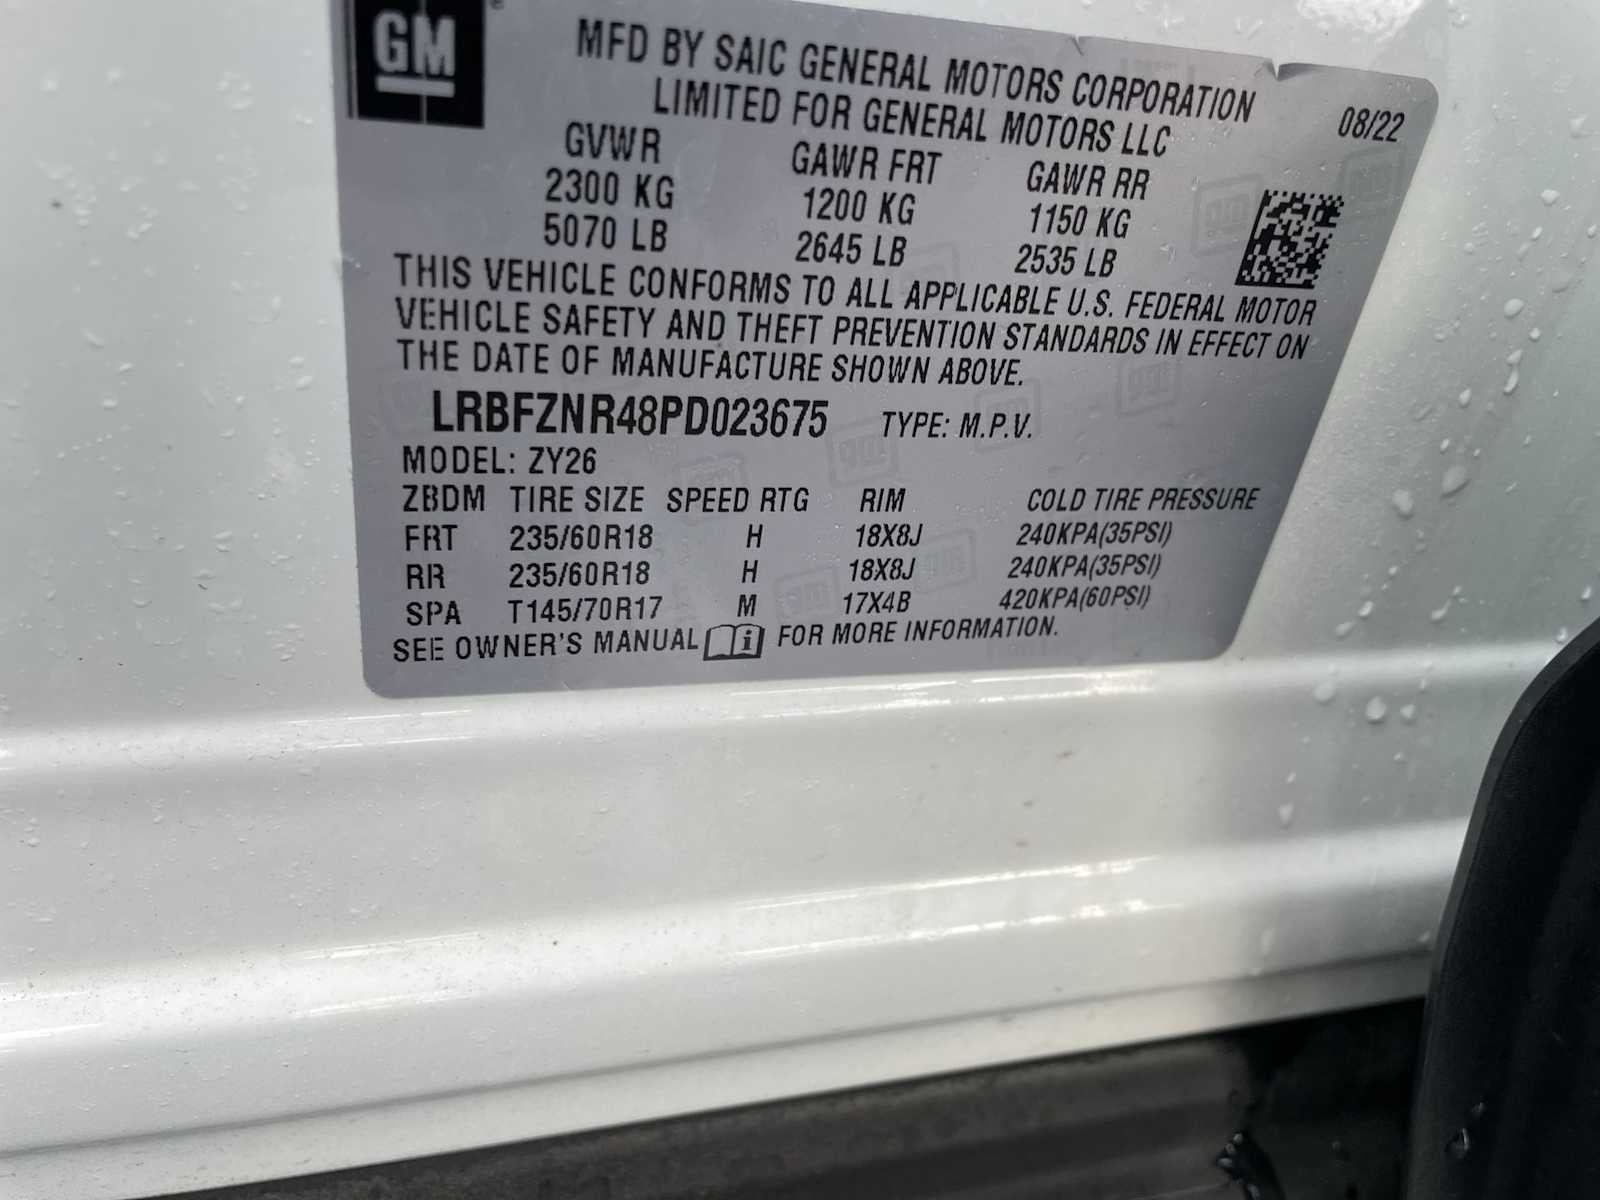 GM
MFD BY SAIC GENERAL MOTORS CORPORATION
LIMITED FOR GENERAL MOTORS LLC
08/22
GVWR GAWR FRT GAWR RR
2300 KG 1200 KG 1150 KG
5070 LB 2645 LB 2535 LB
THIS VEHICLE CONFORMS TO ALL APPLICABLE U.S. FEDERAL MOTOR
VEHICLE SAFETY AND THEFT PREVENTION STANDARDS IN EFFECT ON
THE DATE OF MANUFACTURE SHOWN ABOVE.
LRBFZNR48PD023675 TYPE: M.P.V.
MODEL: ZY26
ZBDM TIRE SIZE SPEED RTG RIM COLD TIRE PRESSURE
FRT 235/60R18 H 18X8J 240KPA(35PSI)
RR 235/60R18 H 18X8J 240KPA(35PSI)
SPA T145/70R17 M 17X4B 420KPA(60PSI)
SEE OWNER'S MANUAL i FOR MORE INFORMATION.